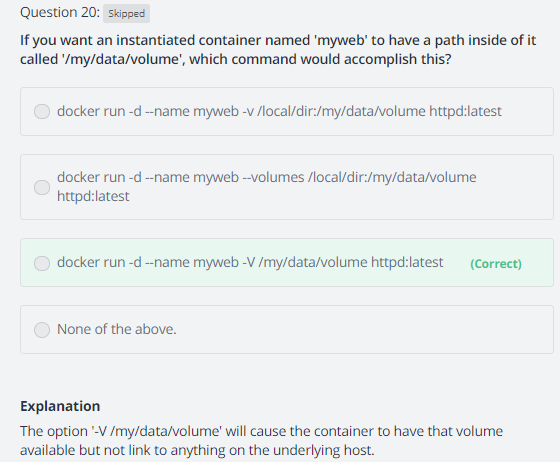 Question 20: Skipped
If you want an instantiated container named 'myweb' to have a path inside of it
called '/my/data/volume', which command would accomplish this?
docker run -d --name myweb -v /local/dir:/my/data/volume httpd:latest
docker run -d --name myweb --volumes /local/dir:/my/data/volume
httpd:latest
docker run -d --name myweb -V /my/data/volume httpd:latest (Correct)
None of the above.
Explanation
The option '-V /my/data/volume' will cause the container to have that volume
available but not link to anything on the underlying host.